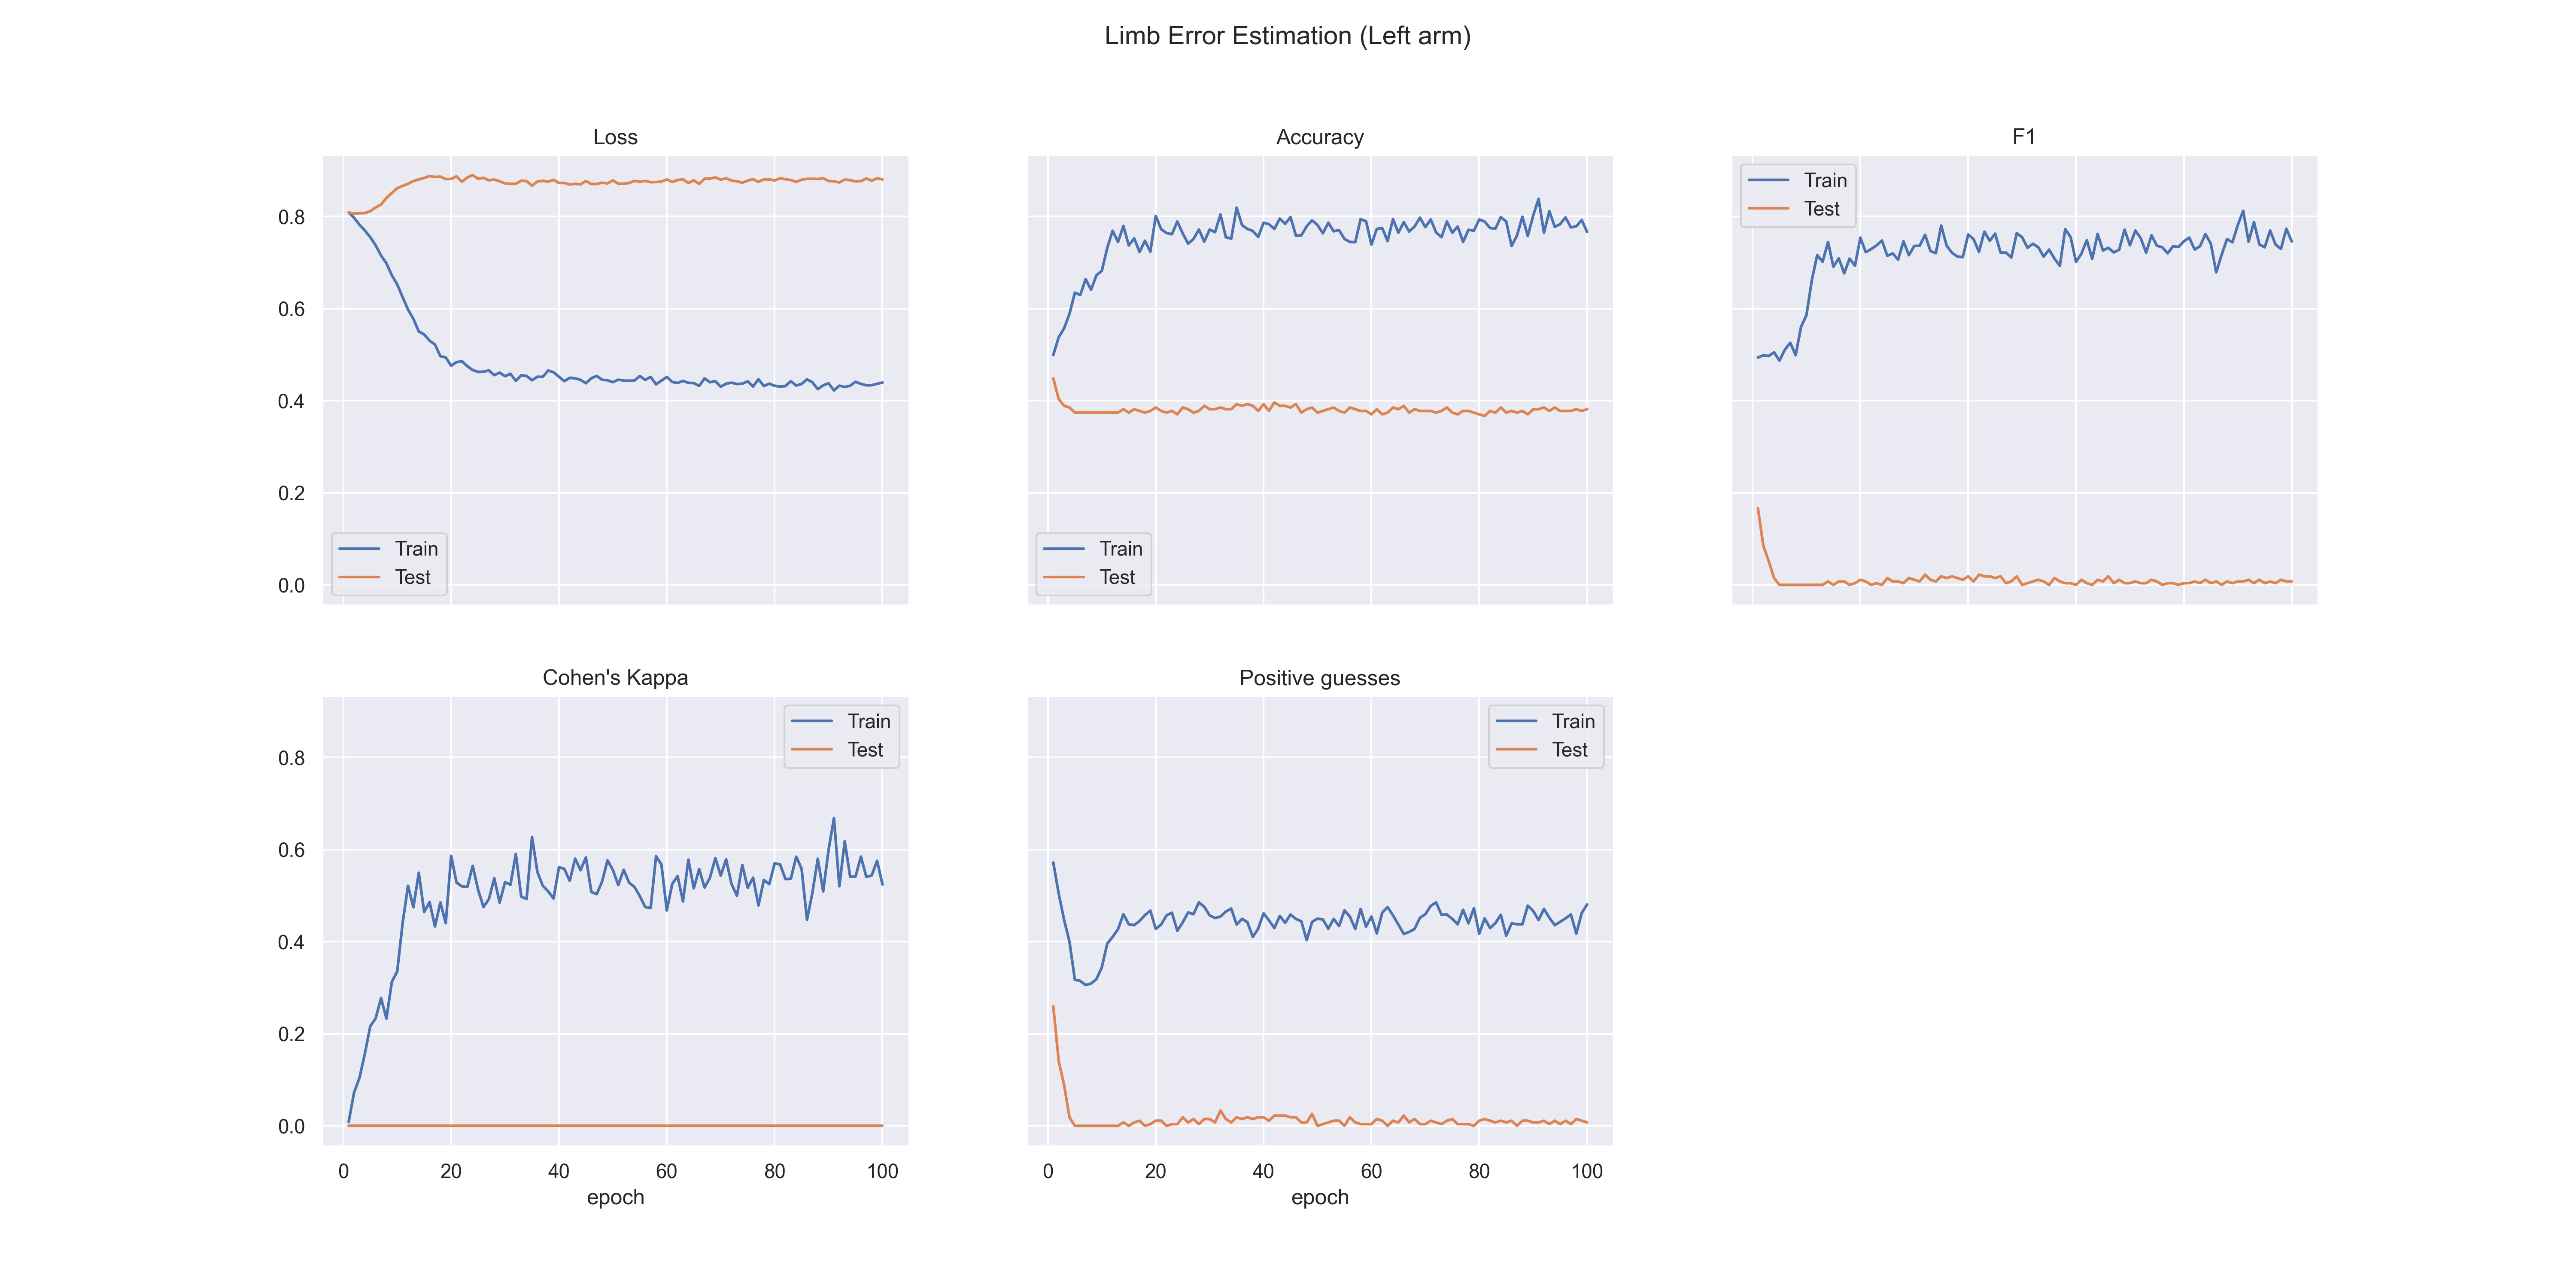 Limb Error Estimation (Left arm)
Loss
0.8
0.6
0.4
0.2
0.0
Train
Test
Accuracy
Train
Test
F1
Train
Test
Cohen's Kappa
0.8
0.6
0.4
0.2
0.0
Train
Test
0 20 40 60 80 100
epoch
Positive guesses
Train
Test
0 20 40 60 80 100
epoch